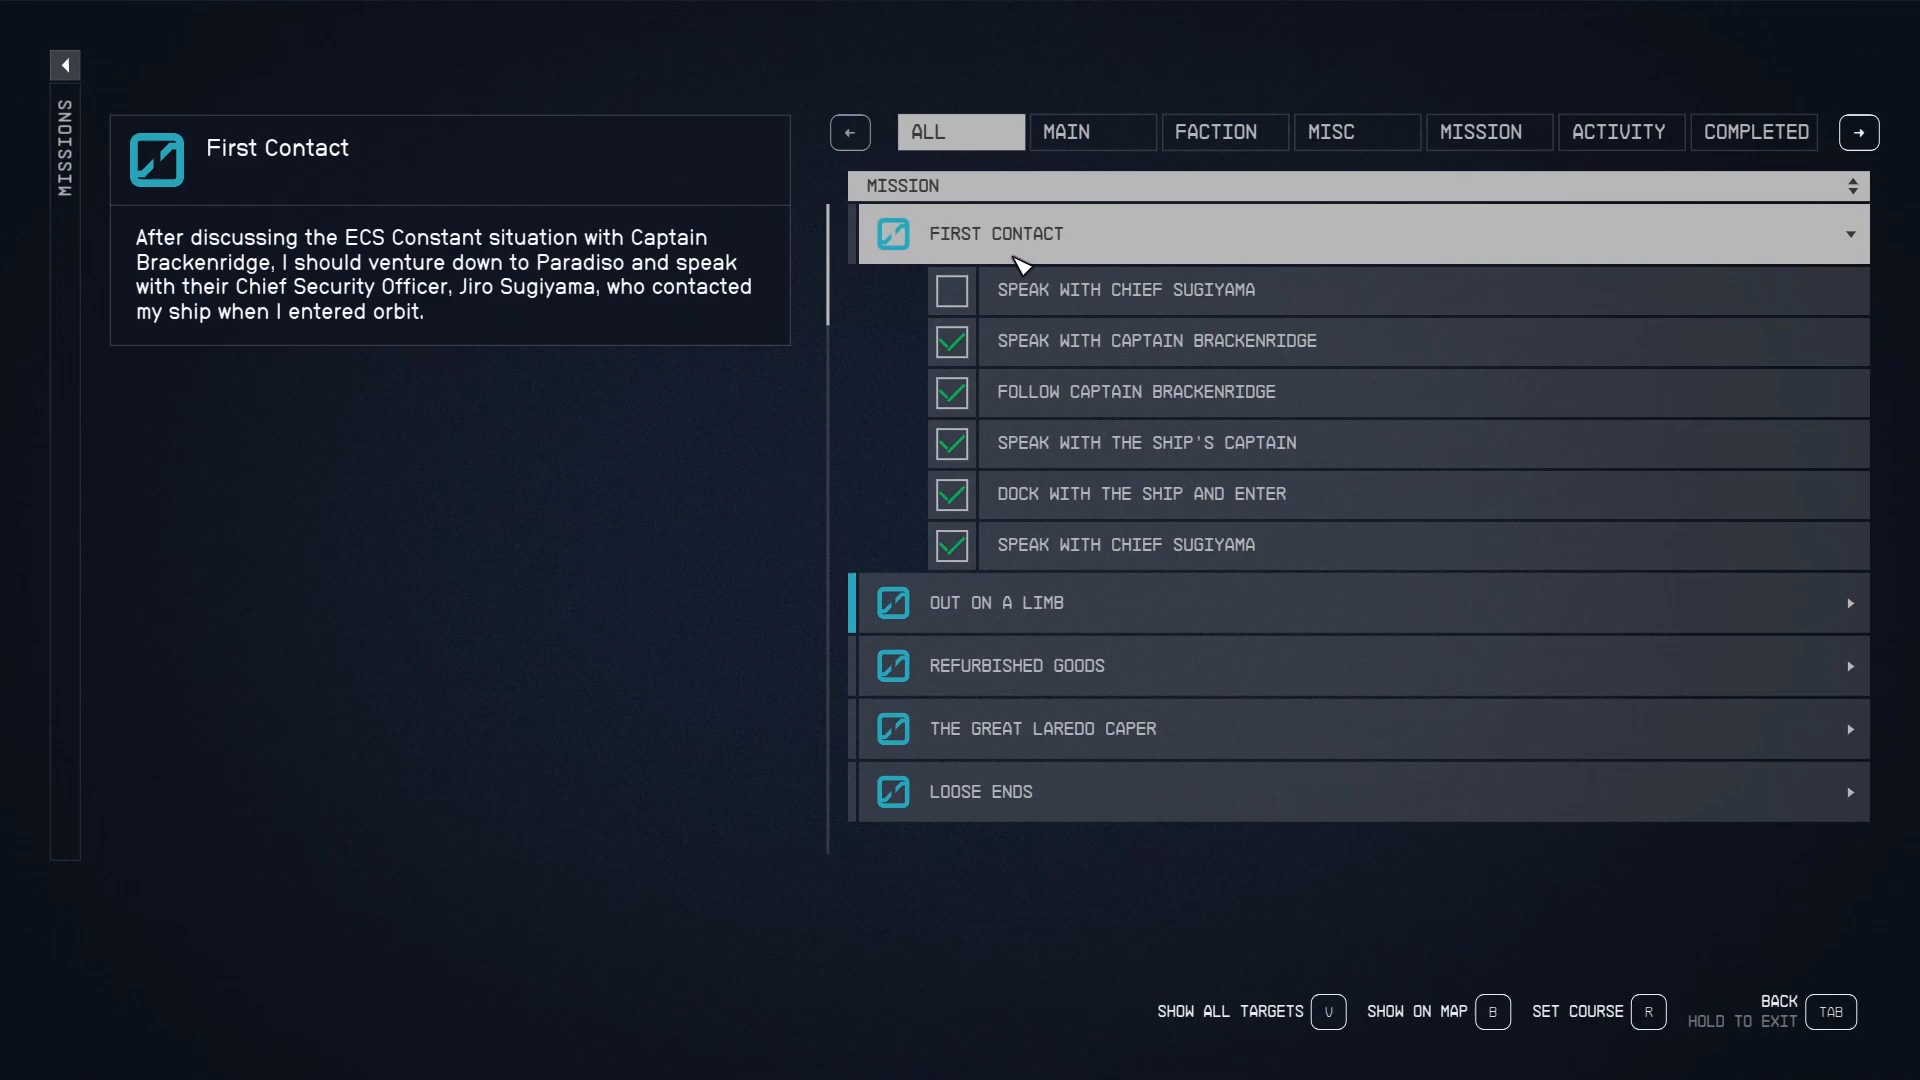 MISSIONS
First Contact
After discussing the ECS Constant situation with Captain
Brackenridge, I should venture down to Paradiso and speak
with their Chief Security Officer, Jiro Sugiyama, who contacted
my ship when I entered orbit.
ALL MAIN FACTION MISC MISSION ACTIVITY COMPLETED
MISSION
FIRST CONTACT
SPEAK WITH CHIEF SUGIYAMA
SPEAK WITH CAPTAIN BRACKENRIDGE
FOLLOW CAPTAIN BRACKENRIDGE
SPEAK WITH THE SHIP'S CAPTAIN
DOCK WITH THE SHIP AND ENTER
SPEAK WITH CHIEF SUGIYAMA
OUT ON A LIMB
REFURBISHED GOODS
THE GREAT LAREDO CAPER
LOOSE ENDS
SHOW ALL TARGETS V SHOW ON MAP B SET COURSE R BACK TAB
HOLD TO EXIT